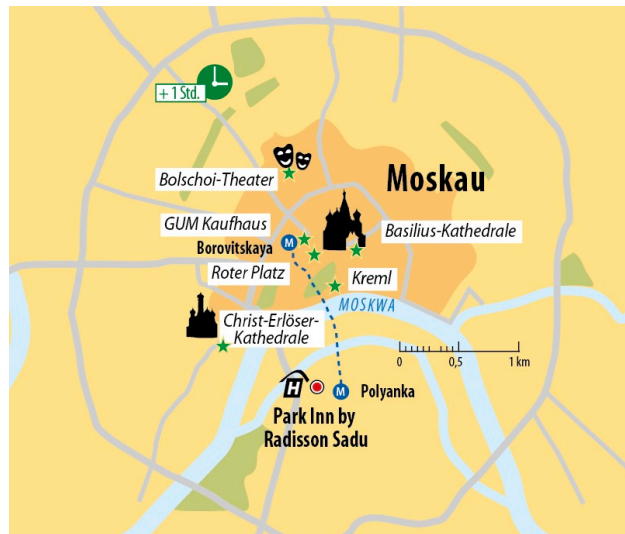 + 1 Std.
Bolschoi-Theater
Moskau
GUM Kaufhaus
Basilius-Kathedrale
Borovitskaya
M
Roter Platz
Kreml
MOSKWA
Christ-Erlöser-
Kathedrale
0 0,5 1 km
H
M
Polyanka
Park Inn by
Radisson Sadu